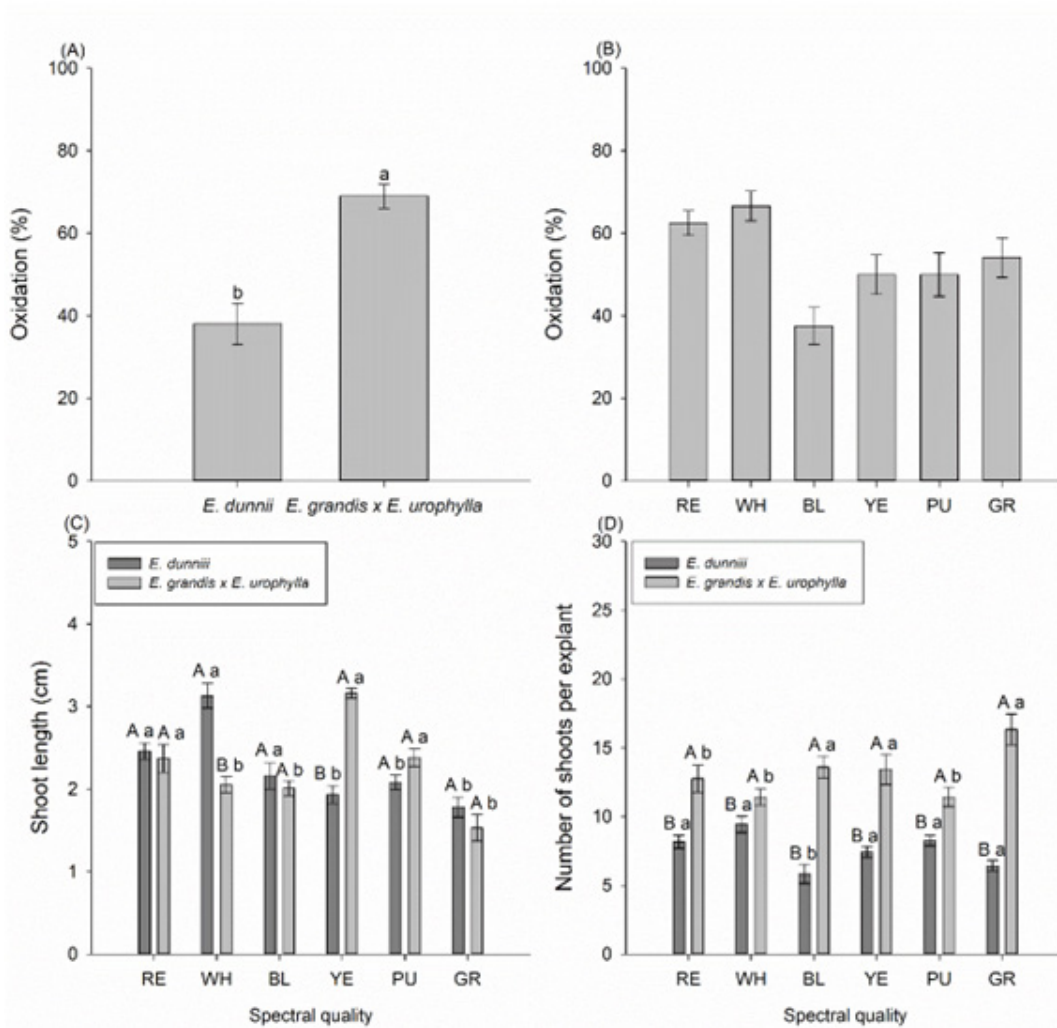 (A)
100
80
60
40
20
0
Oxidation (%)
b
a
E. dunnii E. grandis x E. urophylla
(B)
100
80
60
40
20
0
Oxidation (%)
RE WH BL YE PU GR
(C)
5
4
3
2
1
0
Shoot length (cm)
E. dunniii
E. grandis x E. urophylla
A a A a A a B b A a A b B b A a A b A a A a A b
RE WH BL YE PU GR
Spectral quality
(D)
30
25
20
15
10
5
0
Number of shoots per explant
E. dunniii
E. grandis x E. urophylla
B a A b B a A b B b A a B a A a B a A b B a A a
RE WH BL YE PU GR
Spectral quality